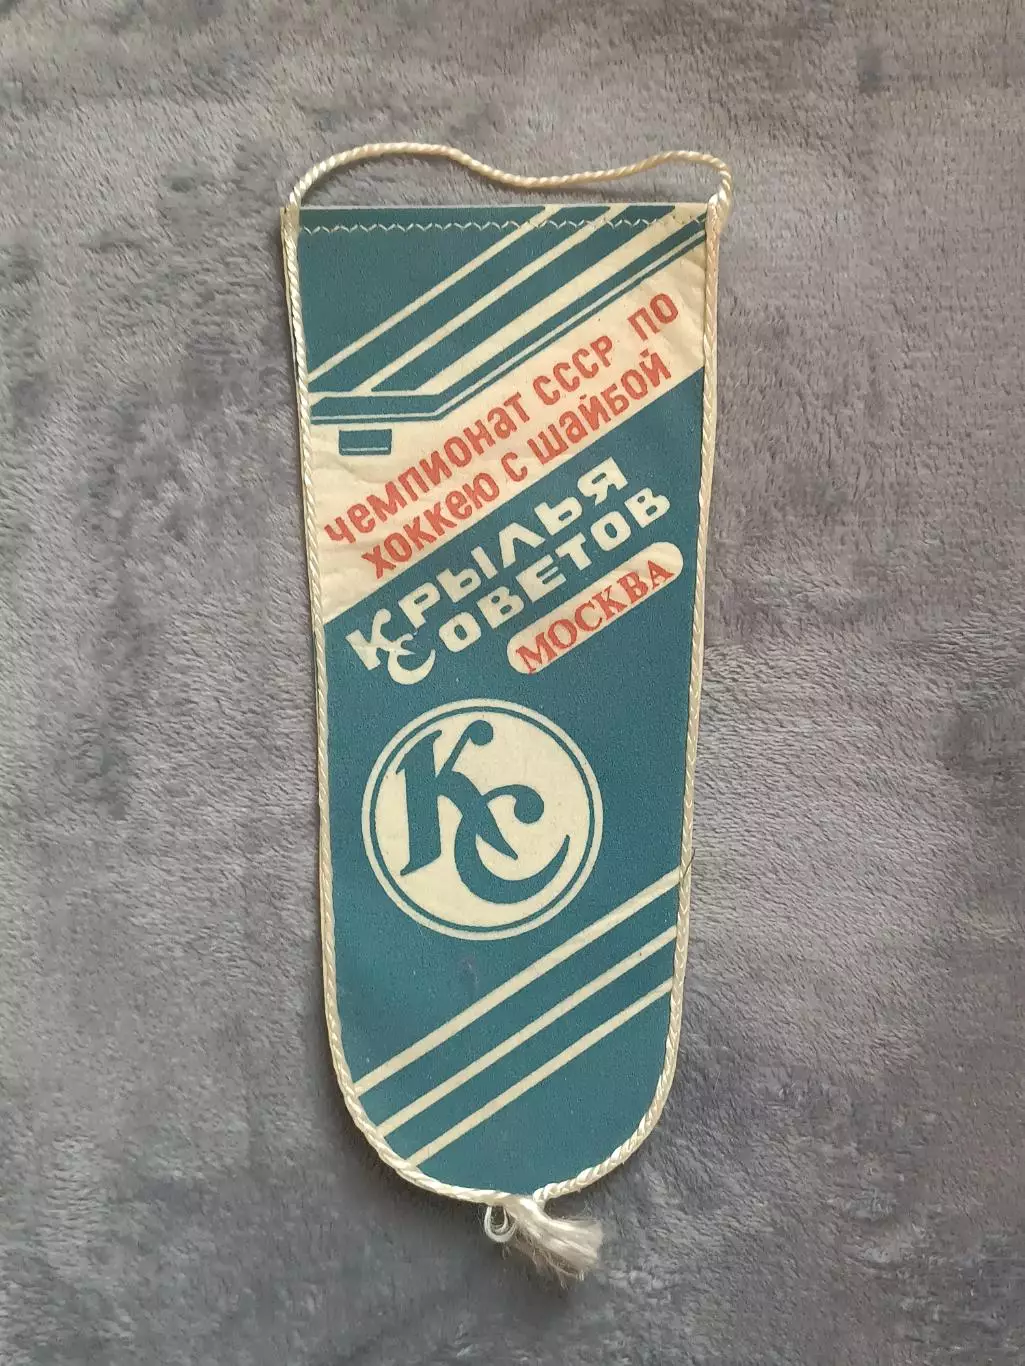 чемпионат СССР по
хоккею с шайбой
Крылья
Советов
МОСКВА
КС